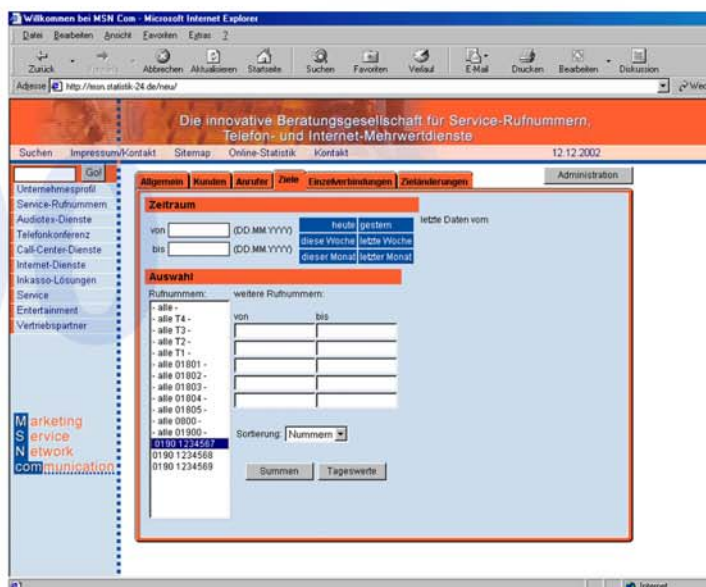 Willkommen bei MSN Com - Microsoft Internet Explorer
Datei Bearbeiten Ansicht Favoriten Extras ?
Zurück Abbrechen Aktualisieren Startseite Suchen Favoriten Verlauf E-Mail Drucken Bearbeiten Diskussion
Adresse http://msn.statistik-24.de/neu/
Die innovative Beratungsgesellschaft für Service-Rufnummern,
Telefon- und Internet-Mehrwertdienste
Suchen Impressum/Kontakt Sitemap Online-Statistik Kontakt 12.12.2002
Go!
Unternehmesprofil
Service-Rufnummern
Audiotex-Dienste
Telefonkonferenz
Call-Center-Dienste
Internet-Dienste
Inkasso-Lösungen
Service
Entertainment
Vertriebspartner
Marketing
Service
Network
communication
Allgemein Kunden Anrufer Ziele Einzelverbindungen Zieländerungen
Administration
Zeitraum
von (DD.MM.YYYY) heute gestern letzte Daten vom
diese Woche letzte Woche
bis (DD.MM.YYYY) dieser Monat letzter Monat
Auswahl
Rufnummern: weitere Rufnummern:
von bis
- alle -
- alle T4 -
- alle T3 -
- alle T2 -
- alle T1 -
- alle 01801 -
- alle 01802 -
- alle 01803 -
- alle 01804 -
- alle 01805 -
- alle 0800 -
- alle 01900 -
0190 1234567
0190 1234568
0190 1234569
Sortierung: Nummern
Summen Tageswerte
Internet